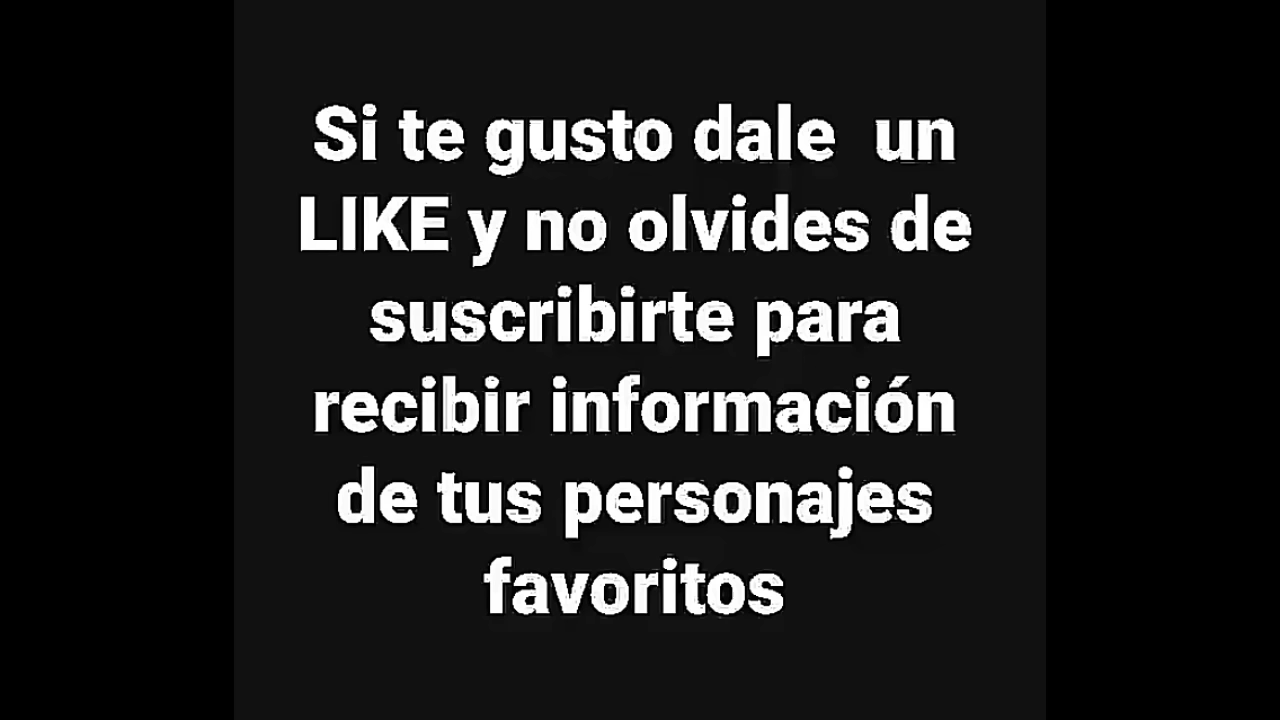 Si te gusto dale  un
LIKE y no olvides de
suscribirte para
recibir información
de tus personajes
favoritos